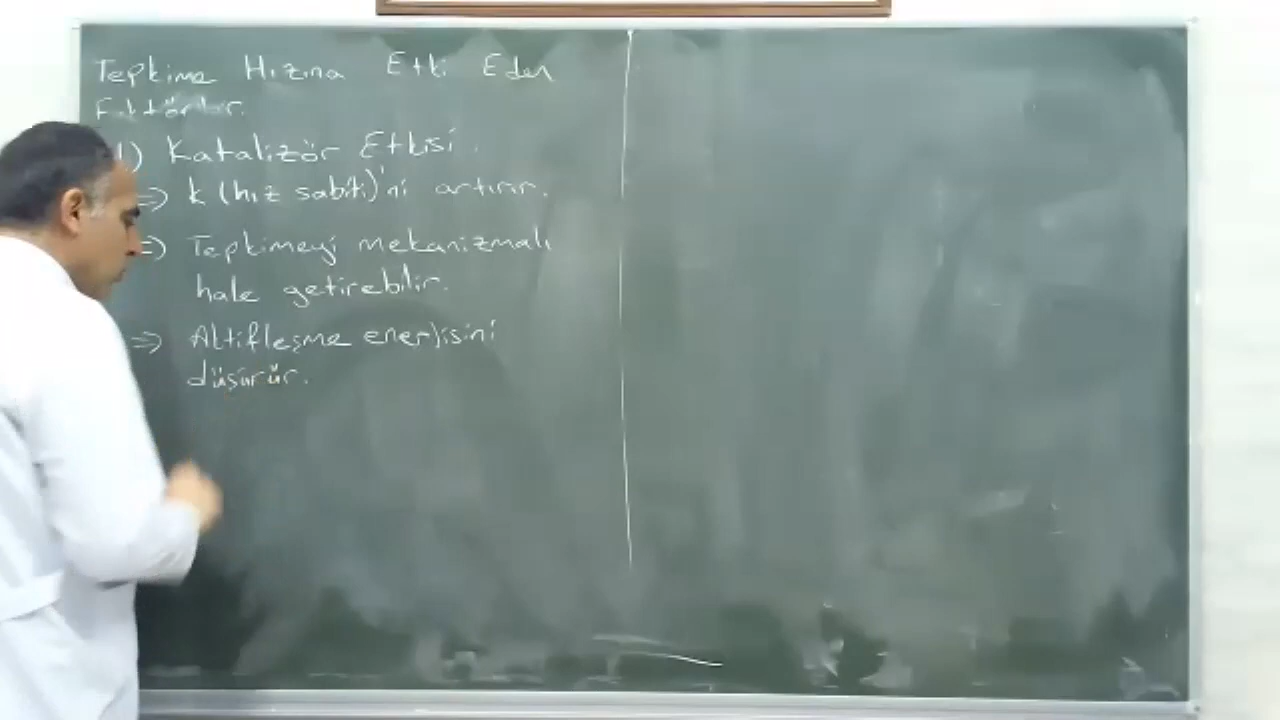 Tepkime Hızına Etki Eden
Faktörler.
1) Katalizör Etkisi.
⇒ k (hız sabiti)'ni artırır.
⇒ Tepkimeyi mekanizmalı
hale getirebilir.
⇒ Aktifleşme enerjisini
düşürür.